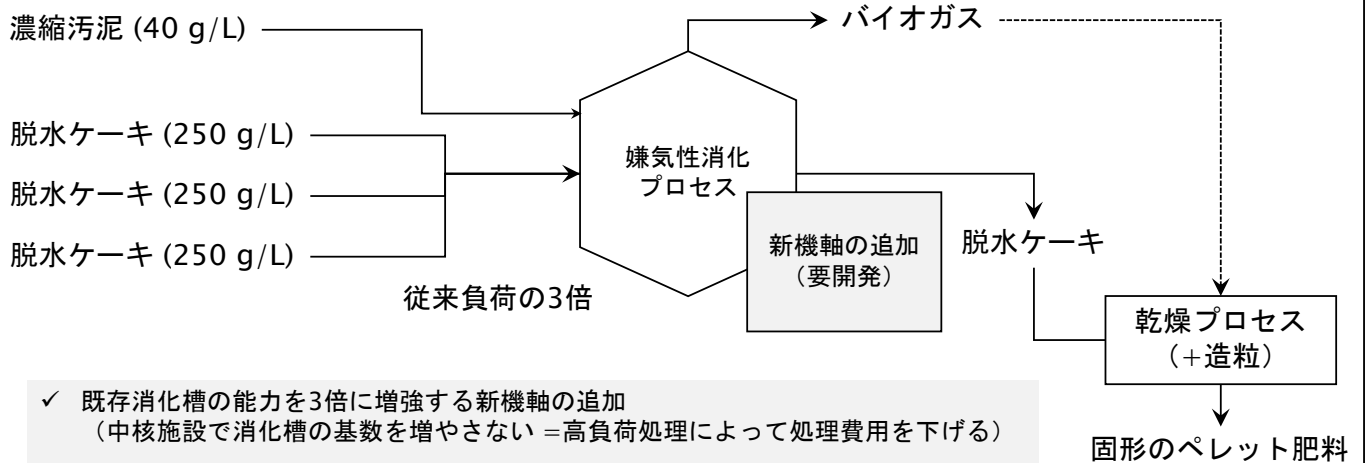 濃縮汚泥 (40 g/L)
脱水ケーキ (250 g/L)
脱水ケーキ (250 g/L)
脱水ケーキ (250 g/L)
従来負荷の3倍
バイオガス
嫌気性消化
プロセス
新機軸の追加
（要開発）
脱水ケーキ
乾燥プロセス
（+造粒）
固形のペレット肥料
✓ 既存消化槽の能力を3倍に増強する新機軸の追加
（中核施設で消化槽の基数を増やさない =高負荷処理によって処理費用を下げる）